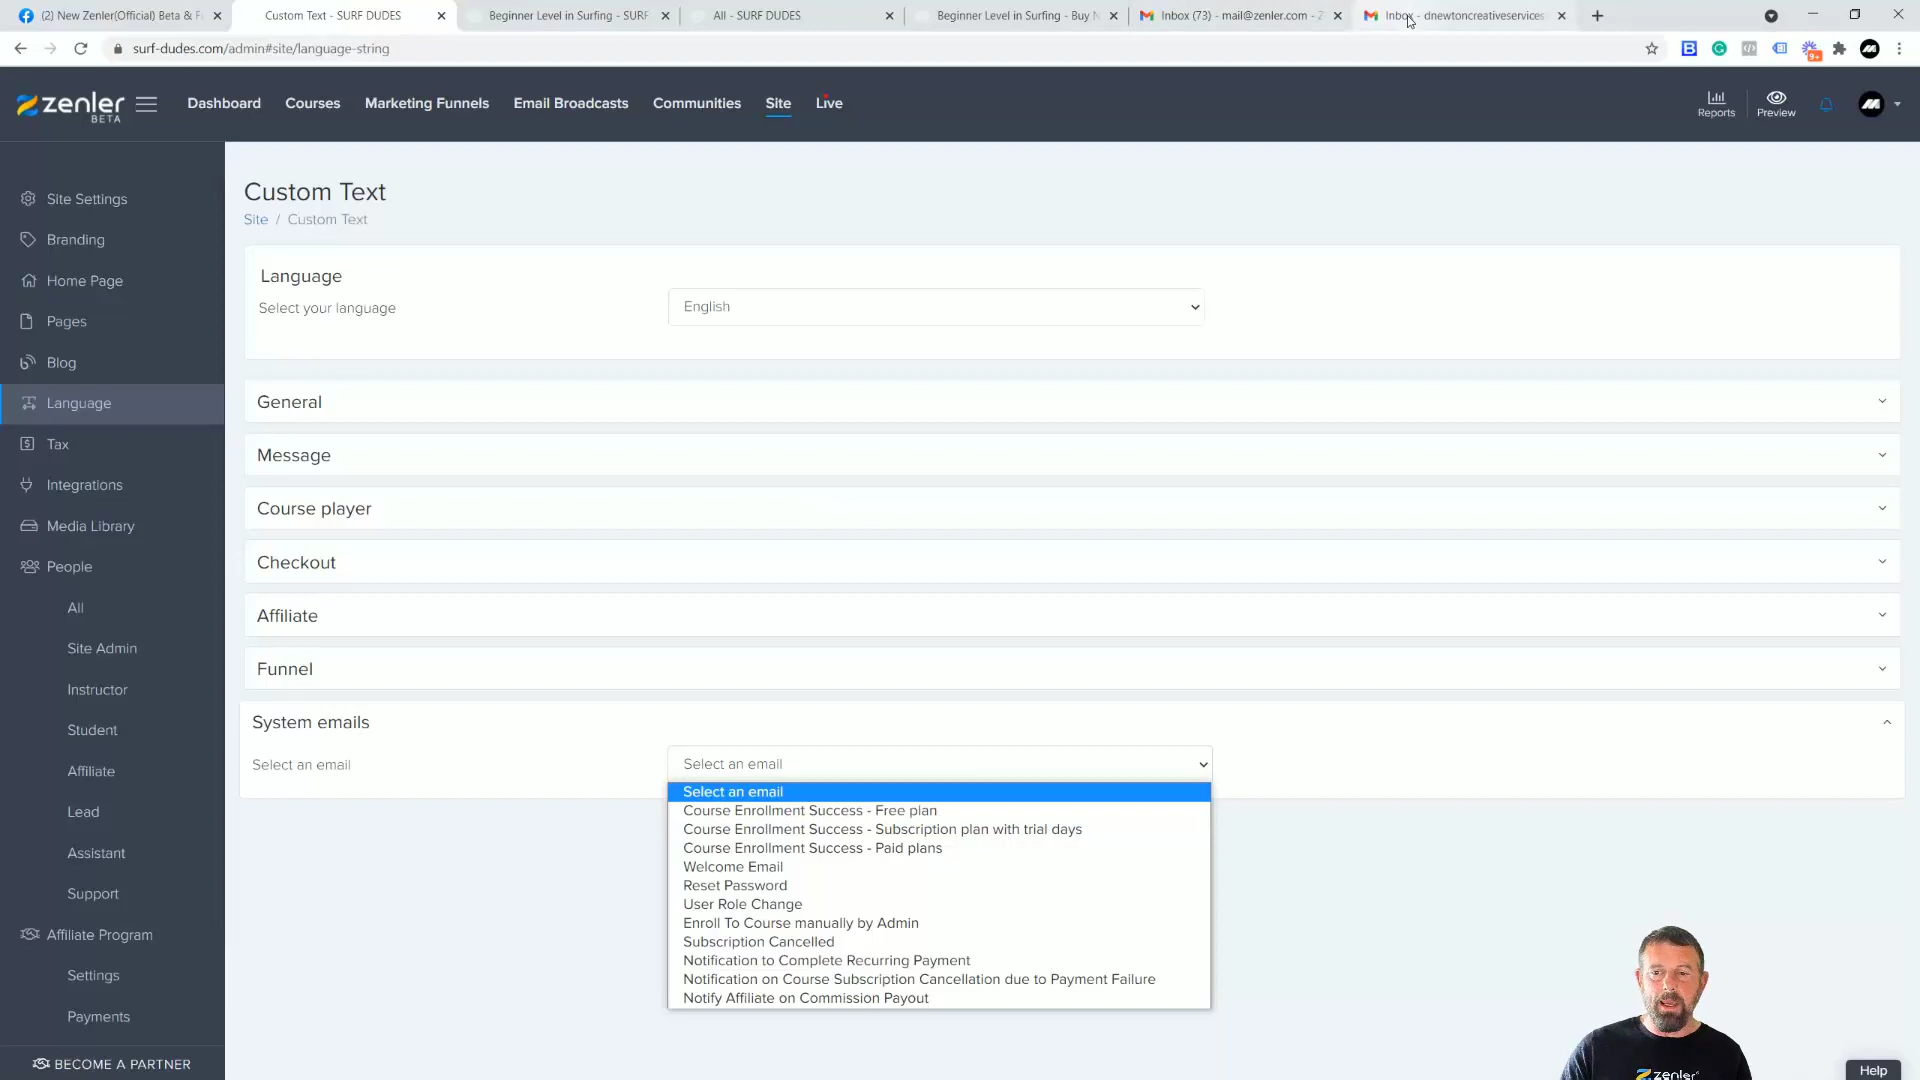 (2) New Zenler(Official) Beta & F
Custom Text - SURF DUDES
Beginner Level in Surfing - SURF
All - SURF DUDES
Beginner Level in Surfing - Buy N
Inbox (73) - mail@zenler.com - Z
Inbox - dnewtoncreativeservices
surf-dudes.com/admin#site/language-string
9+
zenler
BETA
Dashboard
Courses
Marketing Funnels
Email Broadcasts
Communities
Site
Live
Reports
Preview
Site Settings
Branding
Home Page
Pages
Blog
Language
Tax
Integrations
Media Library
People
All
Site Admin
Instructor
Student
Affiliate
Lead
Assistant
Support
Affiliate Program
Settings
Payments
BECOME A PARTNER
Custom Text
Site / Custom Text
Language
Select your language
English
General
Message
Course player
Checkout
Affiliate
Funnel
System emails
Select an email
Select an email
Select an email
Course Enrollment Success - Free plan
Course Enrollment Success - Subscription plan with trial days
Course Enrollment Success - Paid plans
Welcome Email
Reset Password
User Role Change
Enroll To Course manually by Admin
Subscription Cancelled
Notification to Complete Recurring Payment
Notification on Course Subscription Cancellation due to Payment Failure
Notify Affiliate on Commission Payout
zenler
Help